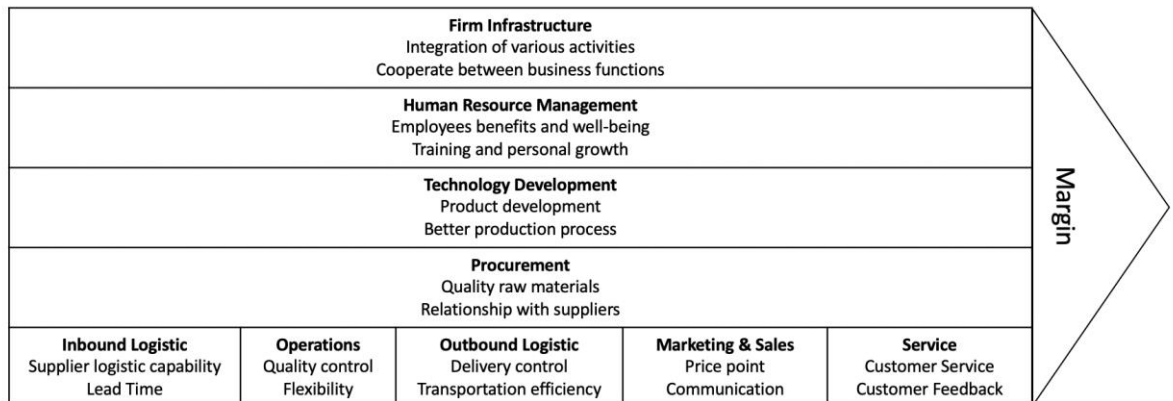 Firm Infrastructure
Integration of various activities
Cooperate between business functions
Human Resource Management
Employees benefits and well-being
Training and personal growth
Technology Development
Product development
Better production process
Procurement
Quality raw materials
Relationship with suppliers
Inbound Logistic
Supplier logistic capability
Lead Time
Operations
Quality control
Flexibility
Outbound Logistic
Delivery control
Transportation efficiency
Marketing & Sales
Price point
Communication
Service
Customer Service
Customer Feedback
Margin